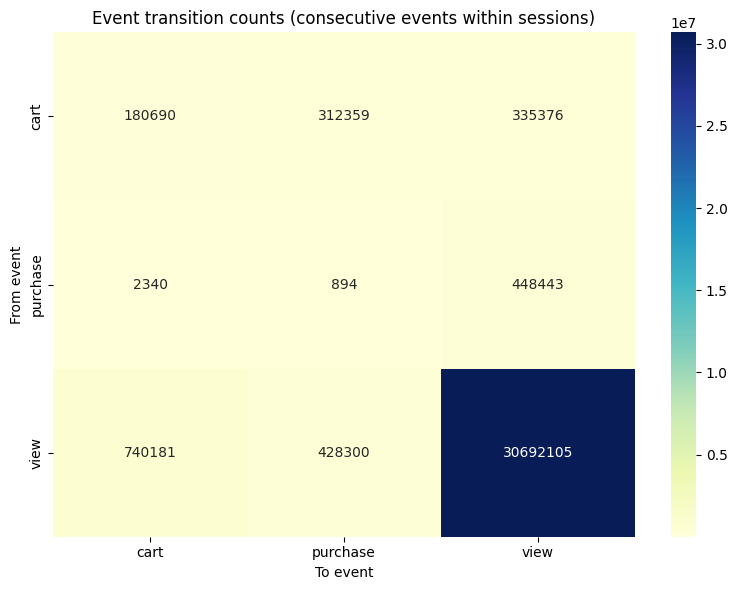 Event transition counts (consecutive events within sessions)
1e7
cart
purchase
view
From event
180690 312359 335376
2340 894 448443
740181 428300 30692105
cart purchase view
To event
3.0
2.5
2.0
1.5
1.0
0.5